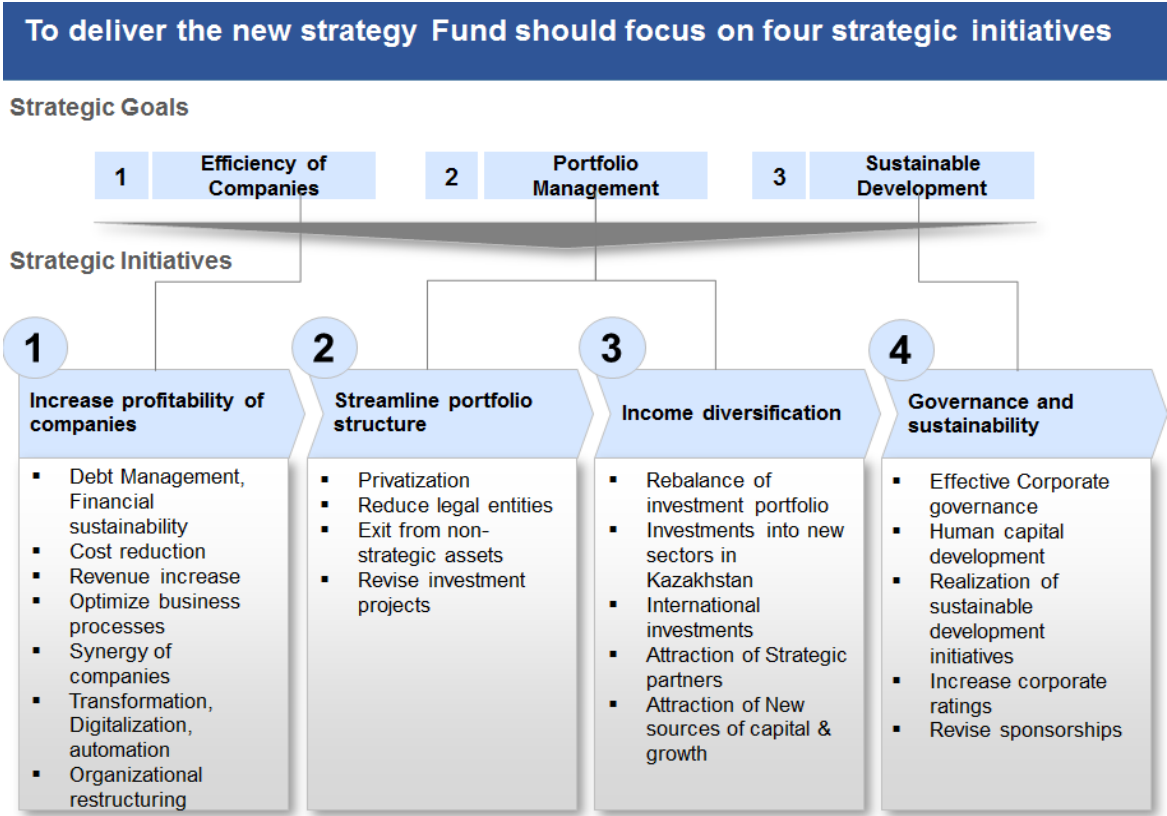 To deliver the new strategy Fund should focus on four strategic initiatives
Strategic Goals
1
Efficiency of
Companies
2
Portfolio
Management
3
Sustainable
Development
Strategic Initiatives
1
Increase profitability of
companies
▪ Debt Management,
Financial
sustainability
▪ Cost reduction
▪ Revenue increase
▪ Optimize business
processes
▪ Synergy of
companies
▪ Transformation,
Digitalization,
automation
▪ Organizational
restructuring
2
Streamline portfolio
structure
▪ Privatization
▪ Reduce legal entities
▪ Exit from non-
strategic assets
▪ Revise investment
projects
3
Income diversification
▪ Rebalance of
investment portfolio
▪ Investments into new
sectors in
Kazakhstan
▪ International
investments
▪ Attraction of Strategic
partners
▪ Attraction of New
sources of capital &
growth
4
Governance and
sustainability
▪ Effective Corporate
governance
▪ Human capital
development
▪ Realization of
sustainable
development
initiatives
▪ Increase corporate
ratings
▪ Revise sponsorships